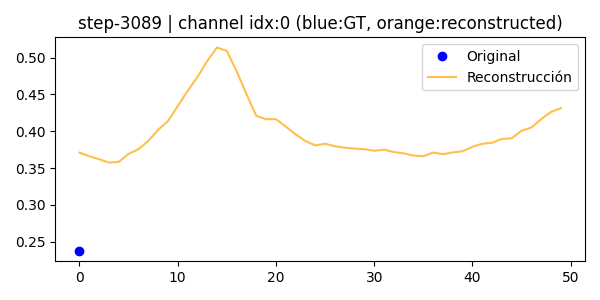 step-3089 | channel idx:0 (blue:GT, orange:reconstructed)
Original
Reconstrucción
0.50
0.45
0.40
0.35
0.30
0.25
0 10 20 30 40 50